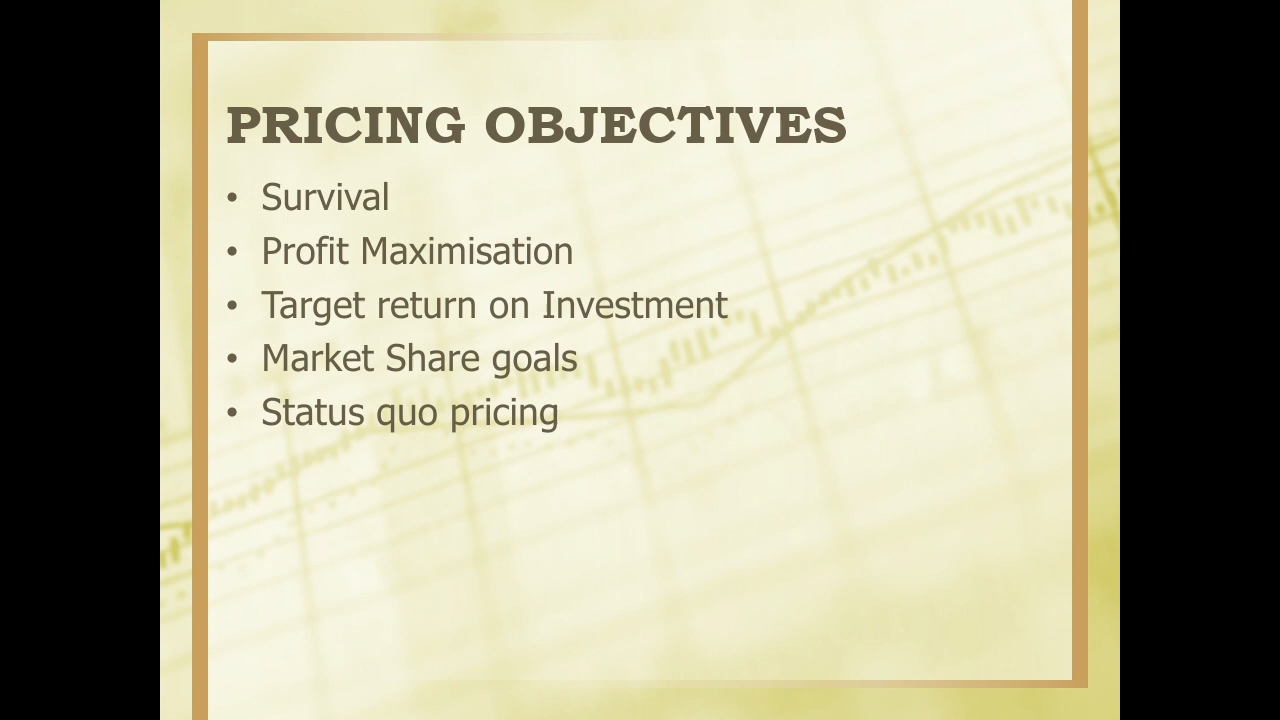 PRICING OBJECTIVES
• Survival
• Profit Maximisation
• Target return on Investment
• Market Share goals
• Status quo pricing